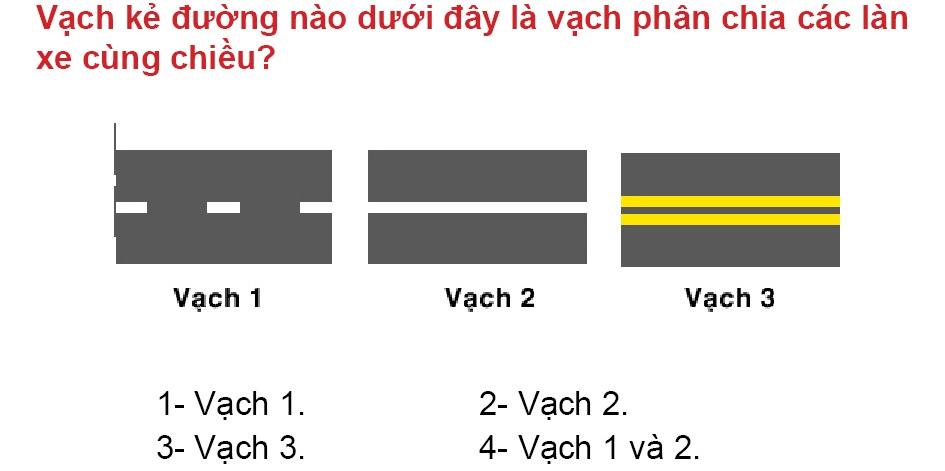 Vạch kẻ đường nào dưới đây là vạch phân chia các làn
xe cùng chiều?
Vạch 1 Vạch 2 Vạch 3
1- Vạch 1. 2- Vạch 2.
3- Vạch 3. 4- Vạch 1 và 2.